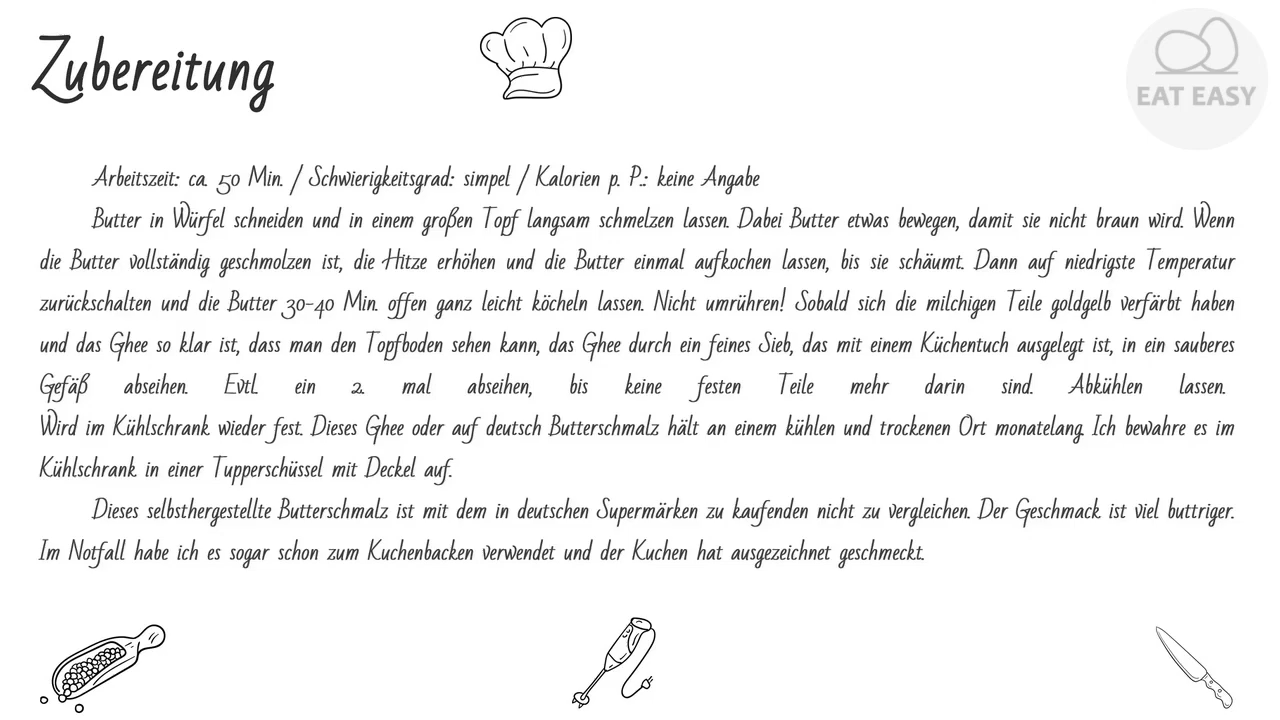 Zubereitung
EAT EASY
Arbeitszeit: ca. 50 Min. / Schwierigkeitsgrad: simpel / Kalorien p. P.: keine Angabe
Butter in Würfel schneiden und in einem großen Topf langsam schmelzen lassen. Dabei Butter etwas bewegen, damit sie nicht braun wird. Wenn
die Butter vollständig geschmolzen ist, die Hitze erhöhen und die Butter einmal aufkochen lassen, bis sie schäumt. Dann auf niedrigste Temperatur
zurückschalten und die Butter 30-40 Min. offen ganz leicht köcheln lassen. Nicht umrühren! Sobald sich die milchigen Teile goldgelb verfärbt haben
und das Ghee so klar ist, dass man den Topfboden sehen kann, das Ghee durch ein feines Sieb, das mit einem Küchentuch ausgelegt ist, in ein sauberes
Gefäß abseihen. Evtl. ein 2. mal abseihen, bis keine festen Teile mehr darin sind. Abkühlen lassen.
Wird im Kühlschrank wieder fest. Dieses Ghee oder auf deutsch Butterschmalz hält an einem kühlen und trockenen Ort monatelang. Ich bewahre es im
Kühlschrank in einer Tupperschüssel mit Deckel auf.
Dieses selbsthergestellte Butterschmalz ist mit dem in deutschen Supermärken zu kaufenden nicht zu vergleichen. Der Geschmack ist viel buttriger.
Im Notfall habe ich es sogar schon zum Kuchenbacken verwendet und der Kuchen hat ausgezeichnet geschmeckt.